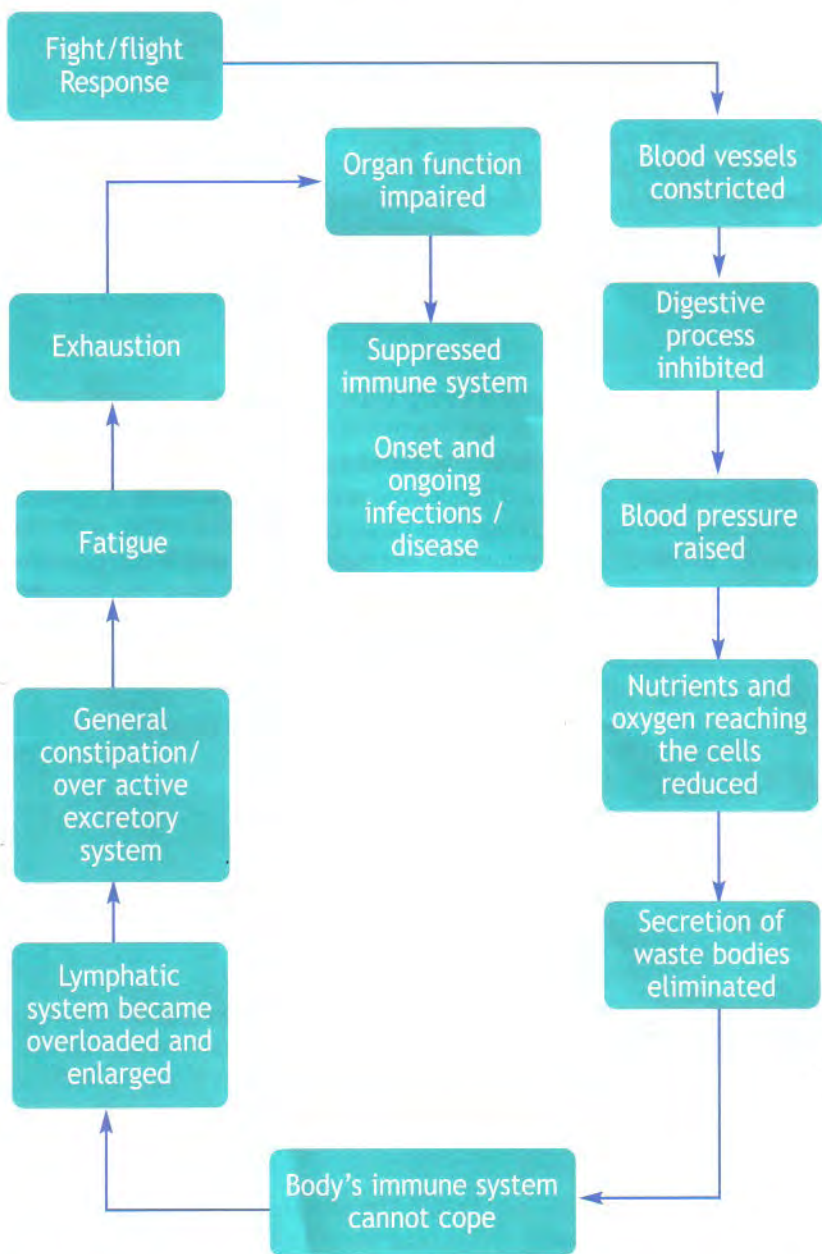 Fight/flight
Response
Blood vessels
constricted
Digestive
process
inhibited
Blood pressure
raised
Nutrients and
oxygen reaching
the cells
reduced
Secretion of
waste bodies
eliminated
Body's immune system
cannot cope
Lymphatic
system became
overloaded and
enlarged
General
constipation/
over active
excretory
system
Fatigue
Exhaustion
Organ function
impaired
Suppressed
immune system
Onset and
ongoing
infections /
disease